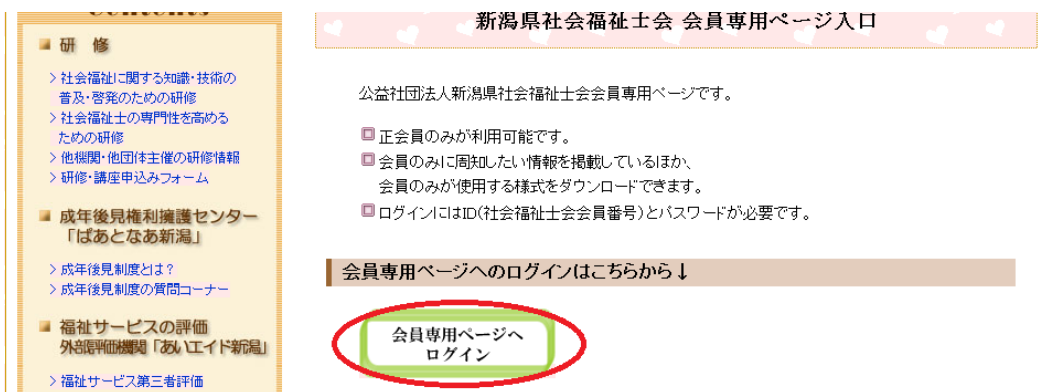 Contents
研 修
>社会福祉に関する知識・技術の
普及・啓発のための研修
>社会福祉士の専門性を高める
ための研修
>他機関・他団体主催の研修情報
>研修・講座申込みフォーム
成年後見権利擁護センター
「ぱあとなあ新潟」
>成年後見制度とは?
>成年後見制度の質問コーナー
福祉サービスの評価
外部評価機関「あいエイド新潟」
>福祉サービス第三者評価
新潟県社会福祉士会 会員専用ページ入口
公益社団法人新潟県社会福祉士会会員専用ページです。
正会員のみが利用可能です。
会員のみに周知したい情報を掲載しているほか、
会員のみが使用する様式をダウンロードできます。
ログインにはID(社会福祉士会会員番号)とパスワードが必要です。
会員専用ページへのログインはこちらから↓
会員専用ページへ
ログイン